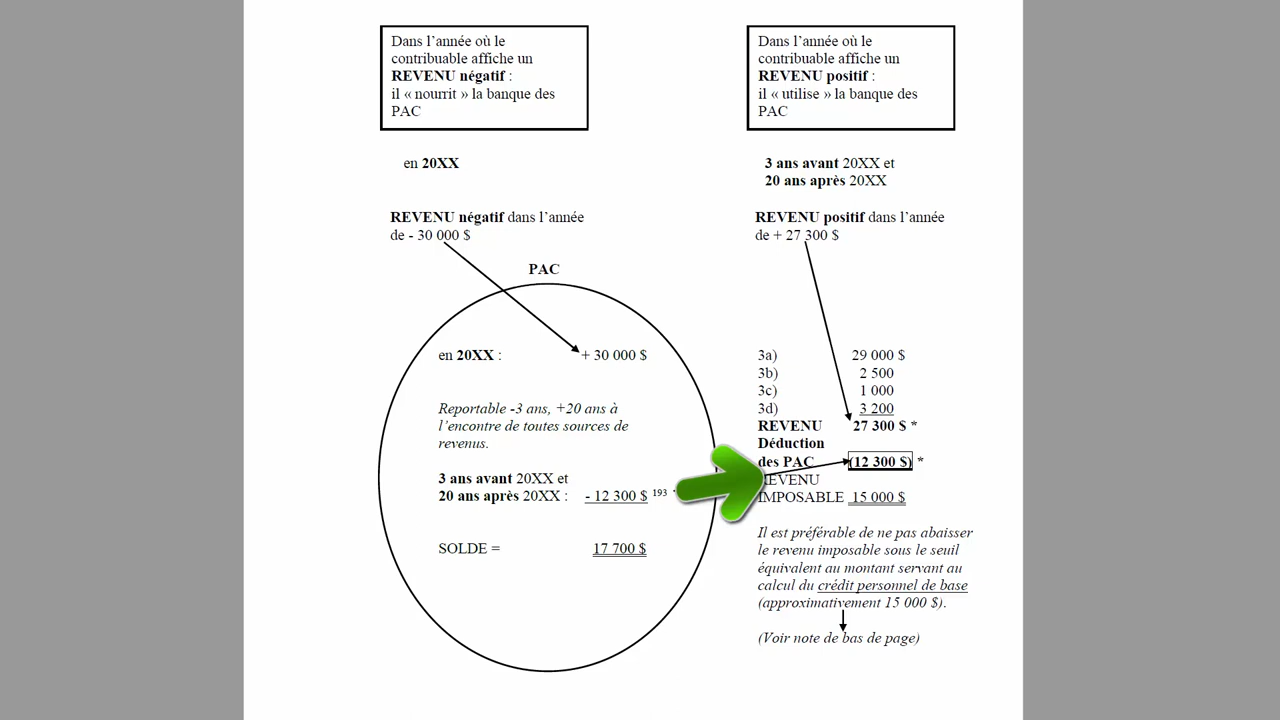 Dans l'année où le
contribuable affiche un
REVENU négatif :
il « nourrit » la banque des
PAC
Dans l'année où le
contribuable affiche un
REVENU positif :
il « utilise » la banque des
PAC
en 20XX
3 ans avant 20XX et
20 ans après 20XX
REVENU négatif dans l'année
de - 30 000 $
REVENU positif dans l'année
de + 27 300 $
PAC
en 20XX : + 30 000 $
Reportable -3 ans, +20 ans à
l'encontre de toutes sources de
revenus.
3 ans avant 20XX et
20 ans après 20XX : - 12 300 $ 193
SOLDE = 17 700 $
3a) 29 000 $
3b) 2 500
3c) 1 000
3d) 3 200
REVENU 27 300 $ *
Déduction
des PAC (12 300 $) *
REVENU
IMPOSABLE 15 000 $
Il est préférable de ne pas abaisser
le revenu imposable sous le seuil
équivalent au montant servant au
calcul du crédit personnel de base
(approximativement 15 000 $).
(Voir note de bas de page)